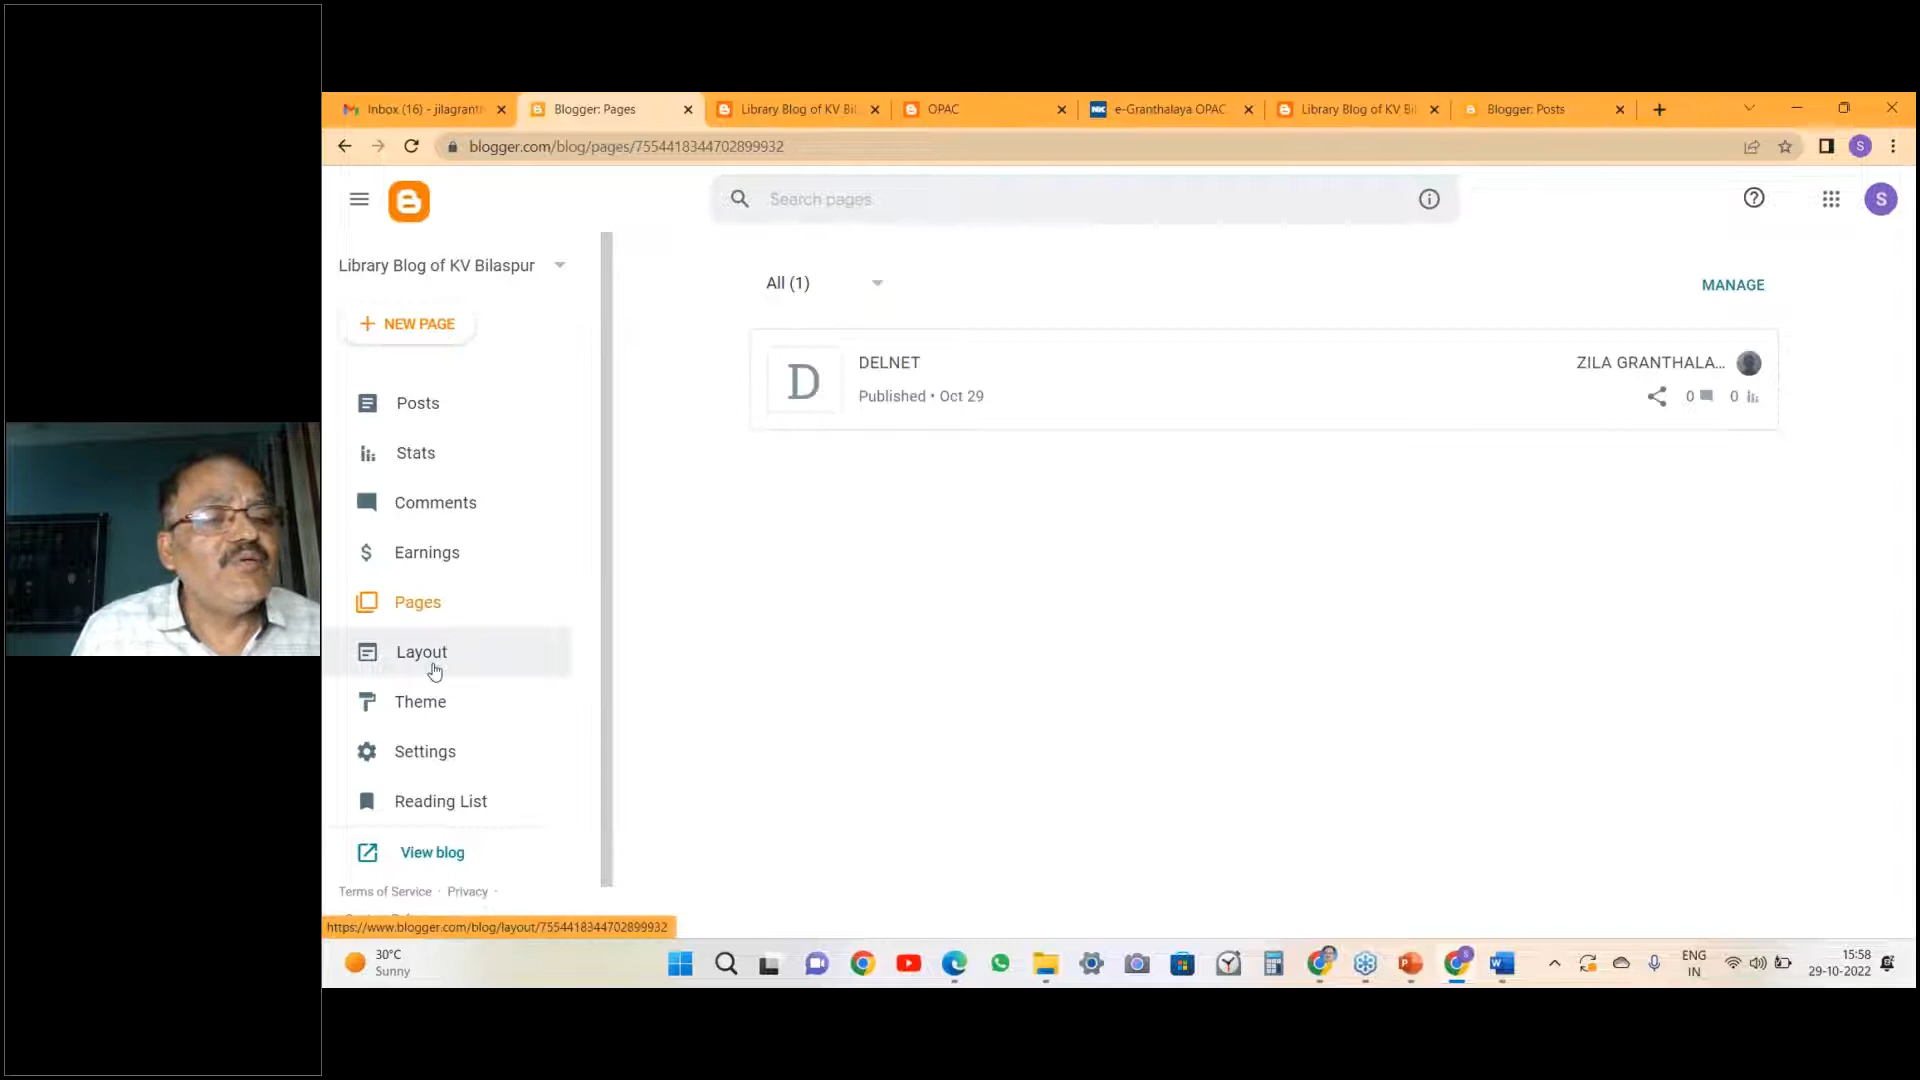 Inbox (16) - jilagranth
Blogger: Pages
Library Blog of KV Bil
OPAC
e-Granthalaya OPAC
Library Blog of KV Bil
Blogger: Posts
blogger.com/blog/pages/7554418344702899932
S
Search pages
S
Library Blog of KV Bilaspur
All (1)
MANAGE
+ NEW PAGE
D
DELNET
ZILA GRANTHALA...
Published • Oct 29
0
0
Posts
Stats
Comments
Earnings
Pages
Layout
Theme
Settings
Reading List
View blog
Terms of Service · Privacy ·
https://www.blogger.com/blog/layout/7554418344702899932
30°C
Sunny
ENG
IN
15:58
29-10-2022